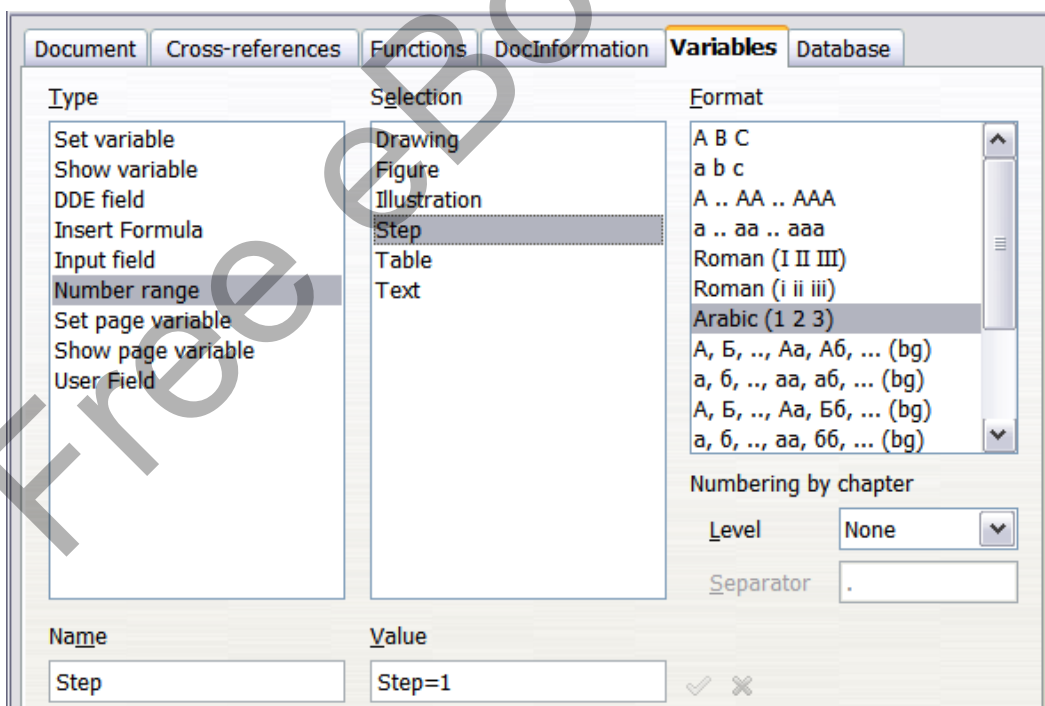 Document Cross-references Functions DocInformation Variables Database
Type
Set variable
Show variable
DDE field
Insert Formula
Input field
Number range
Set page variable
Show page variable
User Field
Selection
Drawing
Figure
Illustration
Step
Table
Text
Format
A B C
a b c
A .. AA .. AAA
a .. aa .. aaa
Roman (I II III)
Roman (i ii iii)
Arabic (1 2 3)
А, Б, .., Аа, Аб, ... (bg)
а, б, .., аа, аб, ... (bg)
А, Б, .., Аа, Бб, ... (bg)
а, б, .., аа, бб, ... (bg)
Numbering by chapter
Level None
Separator .
Name
Step
Value
Step=1
Free eBo